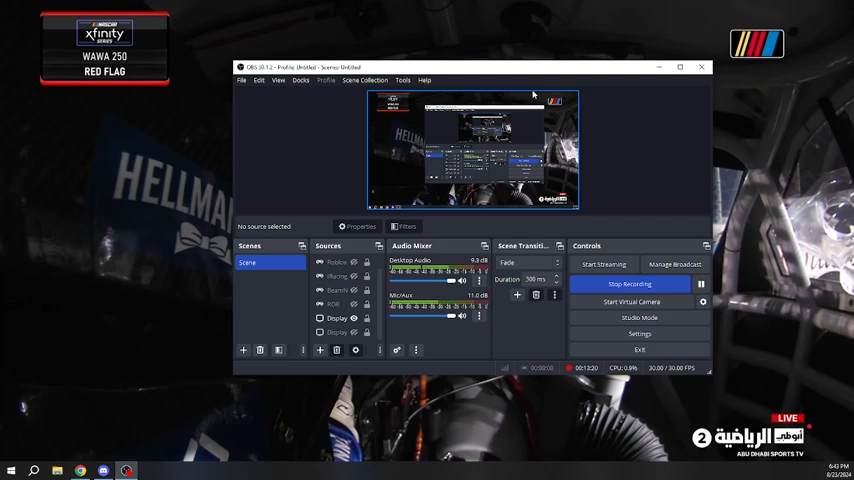 NASCAR
xfinity
SERIES
WAWA 250
RED FLAG
HELLMAN
OBS 30.1.2 - Profile: Untitled - Scenes: Untitled
File Edit View Docks Profile Scene Collection Tools Help
No source selected
Properties
Filters
Scenes
Sources
Audio Mixer
Scene Transiti...
Controls
Scene
Roblox
iRacing
BeamN
ROR
Display
Display
Desktop Audio
9.3 dB
Mic/Aux
11.0 dB
Fade
Duration
300 ms
Start Streaming
Manage Broadcast
Stop Recording
Start Virtual Camera
Studio Mode
Settings
Exit
00:00:00
00:13:20
CPU: 0.9%
30.00 / 30.00 FPS
LIVE
2 أبوظبي الرياضية
ABU DHABI SPORTS TV
6:43 PM
8/23/2024